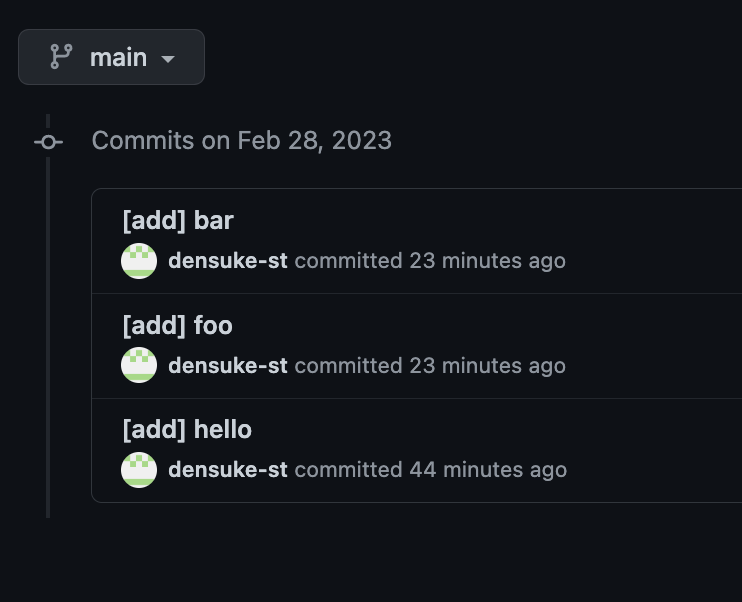 main
Commits on Feb 28, 2023
[add] bar
densuke-st committed 23 minutes ago
[add] foo
densuke-st committed 23 minutes ago
[add] hello
densuke-st committed 44 minutes ago